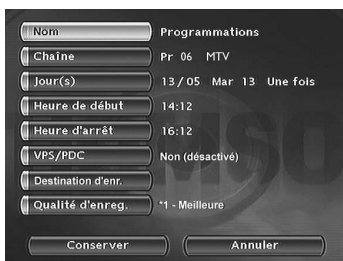 Nom Programmations
Chaîne Pr 06 MTV
Jour(s) 13/05 Mar 13 Une fois
Heure de début 14:12
Heure d'arrêt 16:12
VPS/PDC Non (désactivé)
Destination d'enr.
Qualité d'enreg. *1 - Meilleure
Conserver Annuler